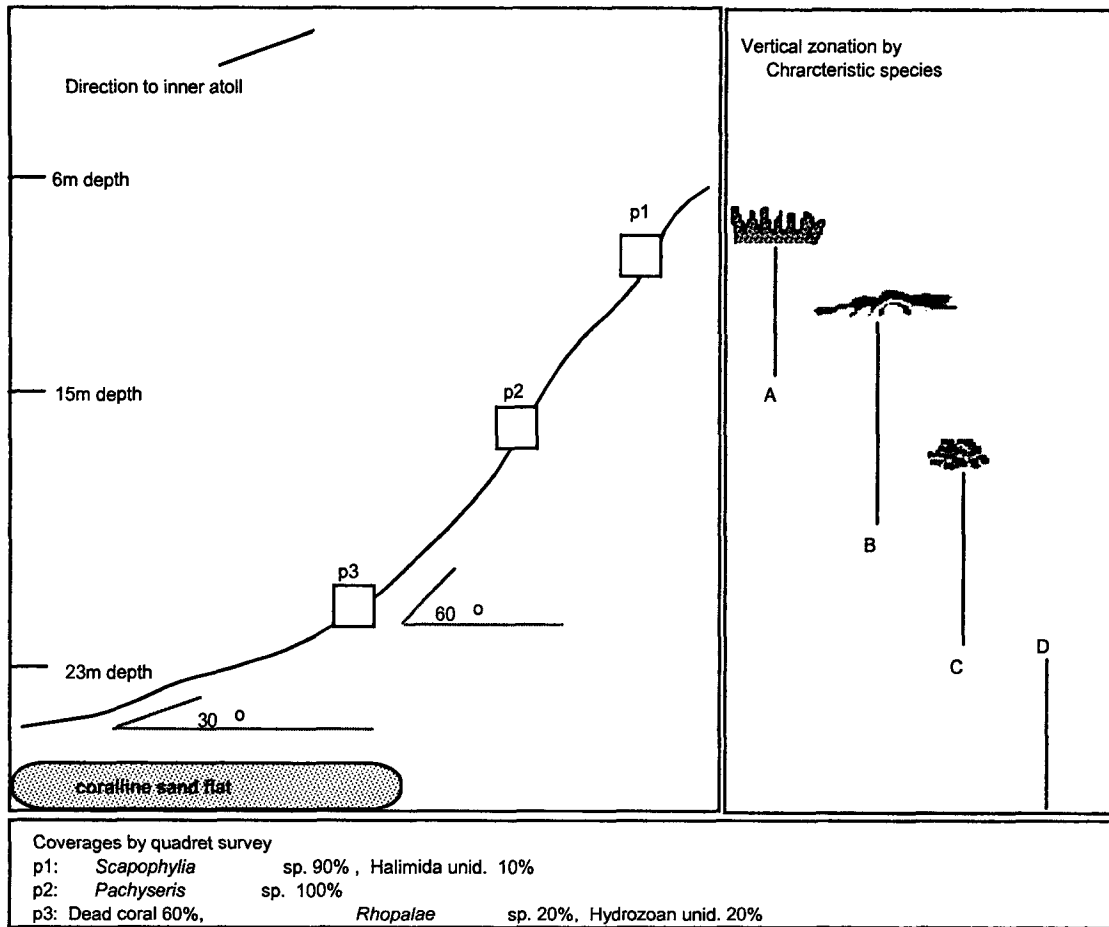 Direction to inner atoll
6m depth
15m depth
23m depth
p1
p2
p3
60 o
30 o
coralline sand flat
Vertical zonation by
Chrarcteristic species
A
B
C
D
Coverages by quadret survey
p1: Scapophylia sp. 90% , Halimida unid. 10%
p2: Pachyseris sp. 100%
p3: Dead coral 60%, Rhopalae sp. 20%, Hydrozoan unid. 20%